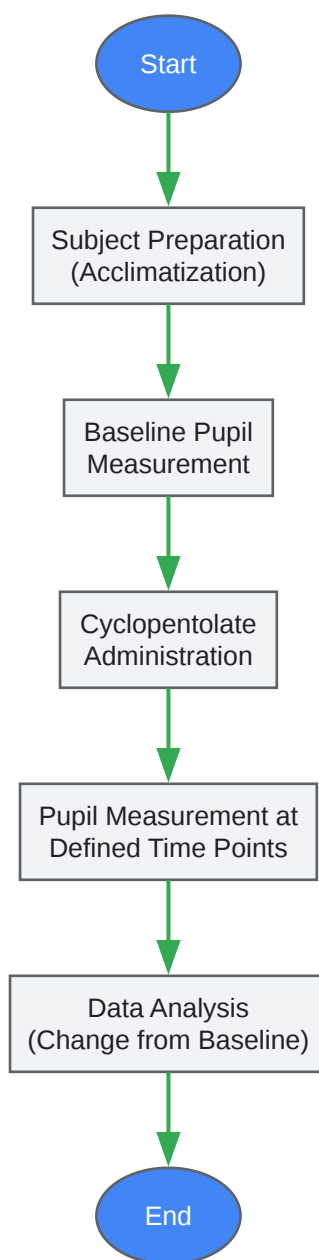 Start
Subject Preparation
(Acclimatization)
Baseline Pupil
Measurement
Cyclopentolate
Administration
Pupil Measurement at
Defined Time Points
Data Analysis
(Change from Baseline)
End